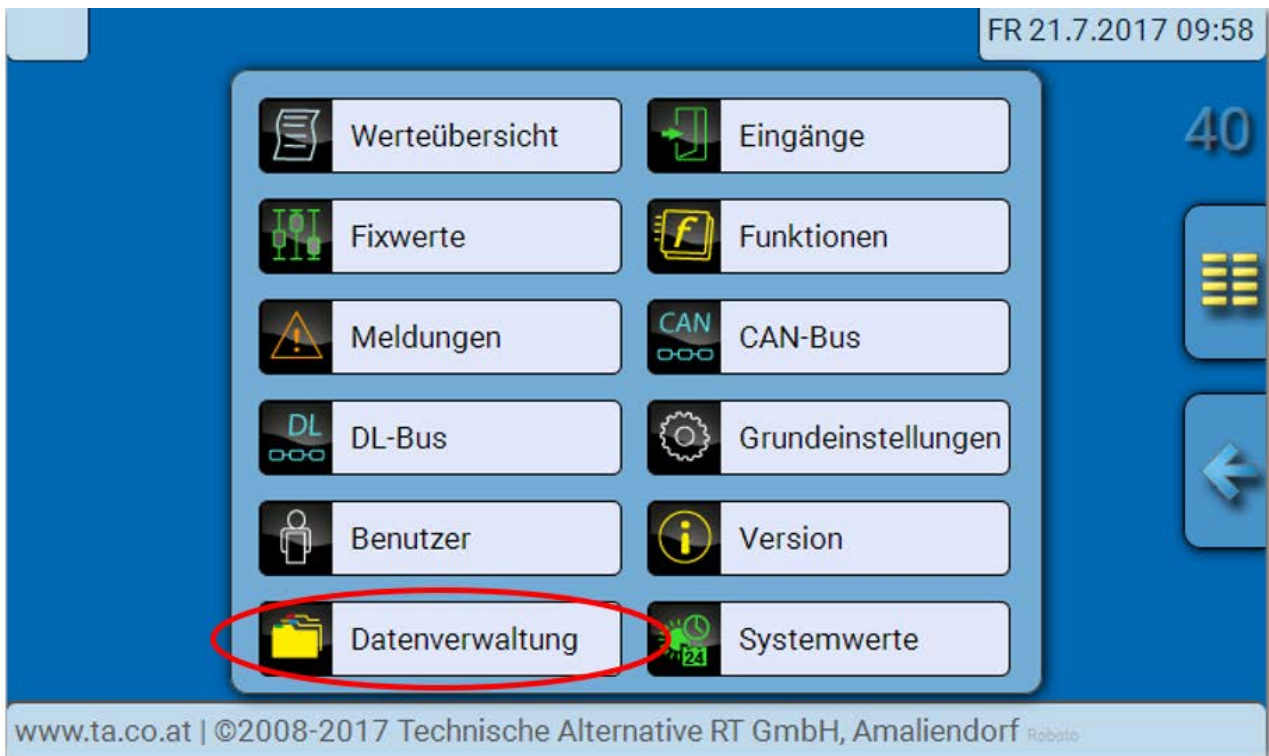 FR 21.7.2017 09:58
40
Werteübersicht
Eingänge
Fixwerte
Funktionen
Meldungen
CAN
CAN-Bus
DL
DL-Bus
Grundeinstellungen
Benutzer
Version
Datenverwaltung
24
Systemwerte
www.ta.co.at | ©2008-2017 Technische Alternative RT GmbH, Amaliendorf Roboto